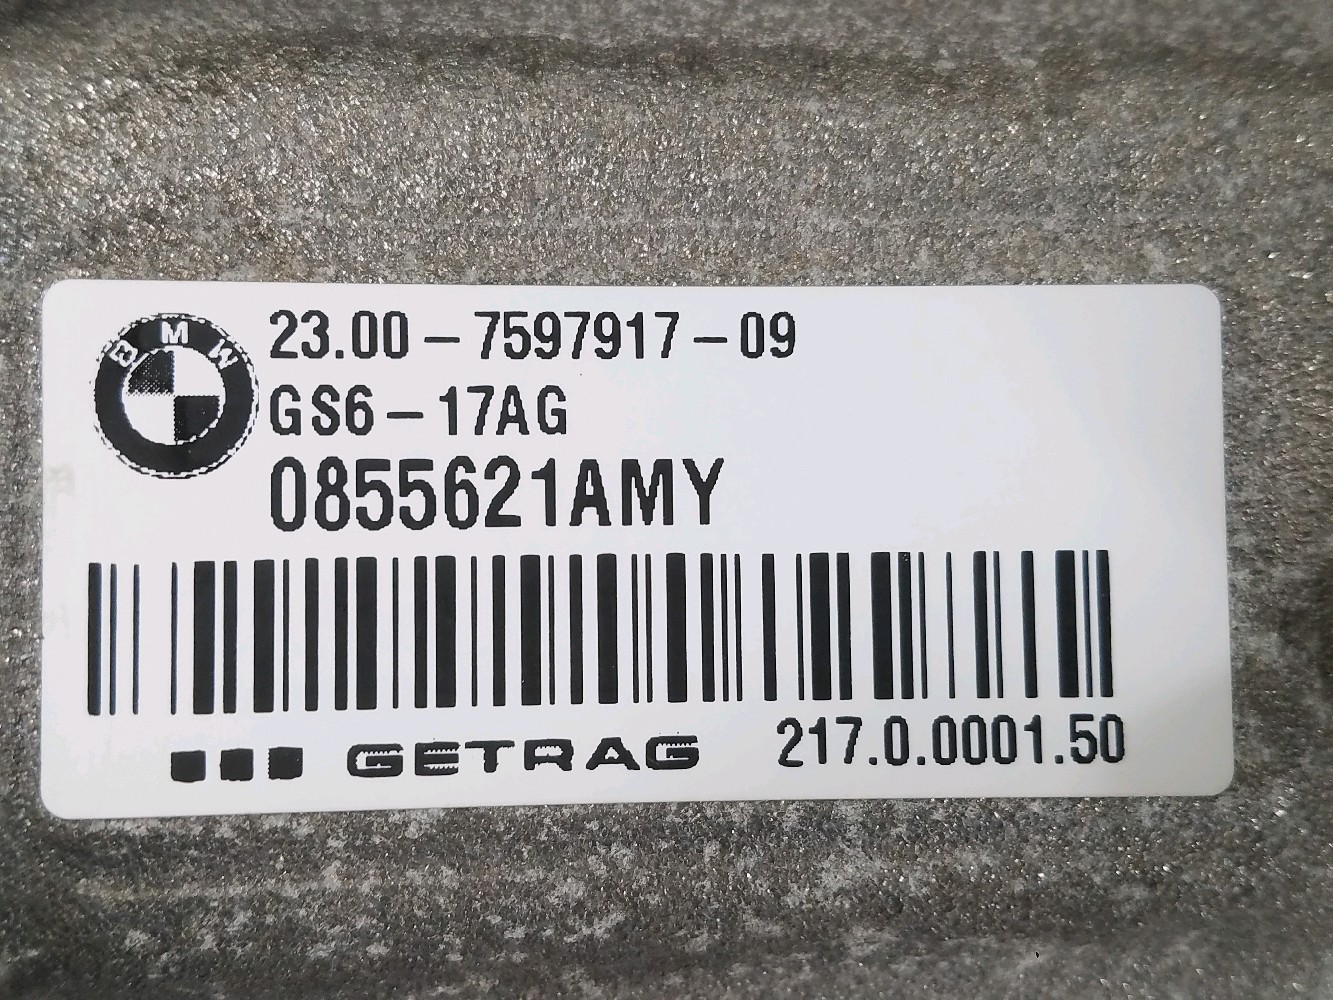 BMW
23.00-7597917-09
GS6-17AG
0855621AMY
GETRAG
217.0.0001.50